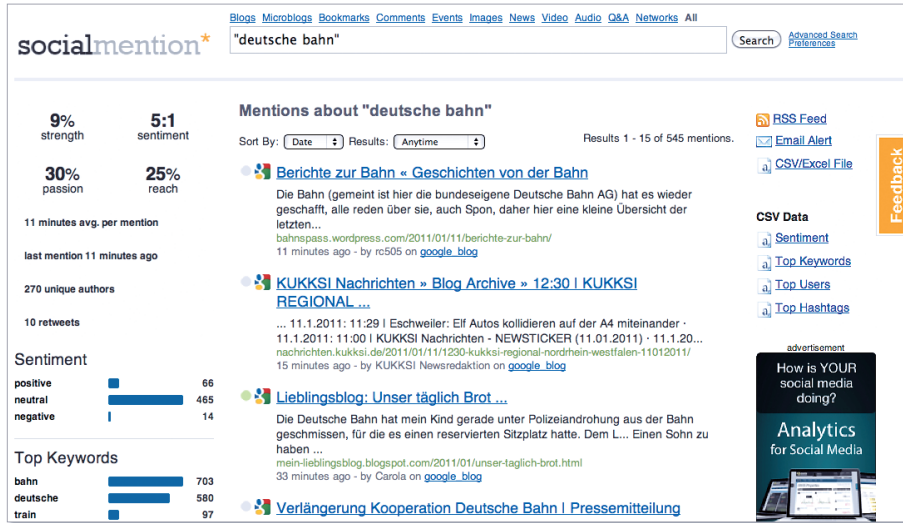 Blogs Microblogs Bookmarks Comments Events Images News Video Audio Q&A Networks All
socialmention*
"deutsche bahn"
Search
Advanced Search
Preferences
9%
strength
5:1
sentiment
30%
passion
25%
reach
11 minutes avg. per mention
last mention 11 minutes ago
270 unique authors
10 retweets
Sentiment
positive 66
neutral 465
negative 14
Top Keywords
bahn 703
deutsche 580
train 97
Mentions about "deutsche bahn"
Sort By: Date Results: Anytime Results 1 - 15 of 545 mentions.
Berichte zur Bahn « Geschichten von der Bahn
Die Bahn (gemeint ist hier die bundeseigene Deutsche Bahn AG) hat es wieder
geschafft, alle reden über sie, auch Spon, daher hier eine kleine Übersicht der
letzten...
bahnspass.wordpress.com/2011/01/11/berichte-zur-bahn/
11 minutes ago - by rc505 on google_blog
KUKKSI Nachrichten » Blog Archive » 12:30 | KUKKSI
REGIONAL ...
... 11.1.2011: 11:29 | Eschweiler: Elf Autos kollidieren auf der A4 miteinander ·
11.1.2011: 11:00 | KUKKSI Nachrichten - NEWSTICKER (11.01.2011) · 11.1.20...
nachrichten.kukksi.de/2011/01/11/1230-kukksi-regional-nordrhein-westfalen-11012011/
15 minutes ago - by KUKKSI Newsredaktion on google_blog
Lieblingsblog: Unser täglich Brot ...
Die Deutsche Bahn hat mein Kind gerade unter Polizeiandrohung aus der Bahn
geschmissen, für die es einen reservierten Sitzplatz hatte. Dem L... Einen Sohn zu
haben ...
mein-lieblingsblog.blogspot.com/2011/01/unser-taglich-brot.html
33 minutes ago - by Carola on google_blog
Verlängerung Kooperation Deutsche Bahn | Pressemitteilung
RSS Feed
Email Alert
CSV/Excel File
CSV Data
Sentiment
Top Keywords
Top Users
Top Hashtags
Feedback
advertisement
How is YOUR
social media
doing?
Analytics
for Social Media